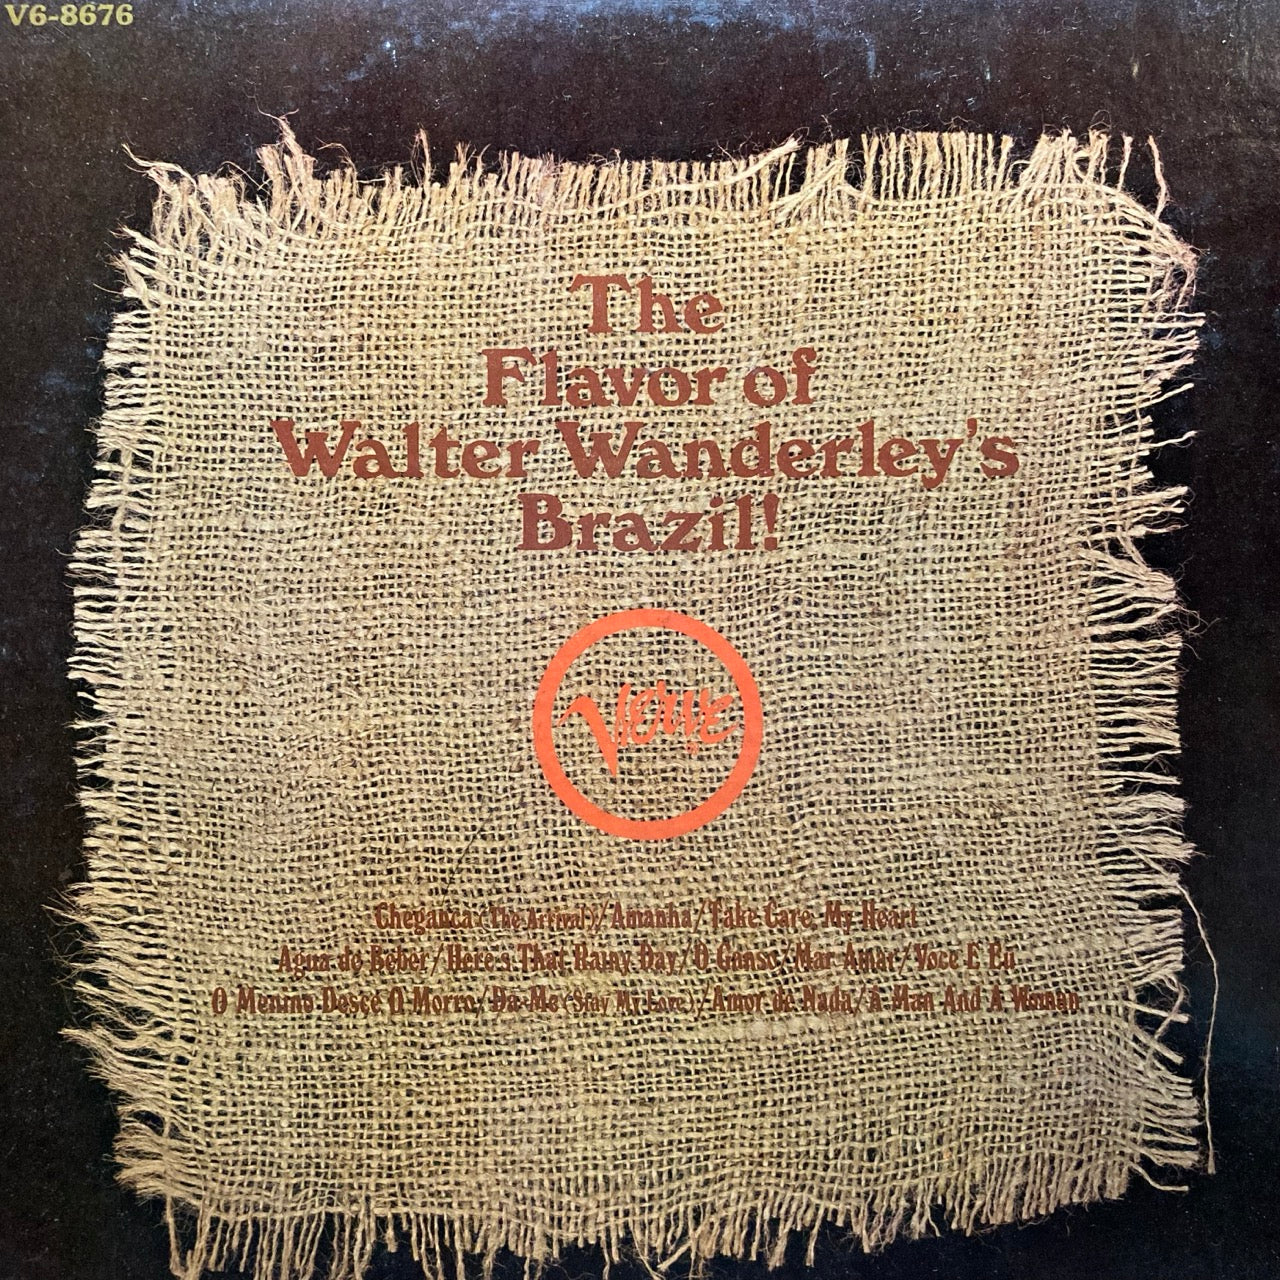 V6-8676
The
Flavor of
Walter Wanderley's
Brazil!
Verve
Cheganca (The Arrival)/Amanha/Take Care, My Heart
Agua de Beber/Here's That Rainy Day/O Ganso/Mar Amar/Voce E Eu
O Menino Desce O Morro/Da-Me (Stay My Love)/Amor de Nada/A Man And A Woman